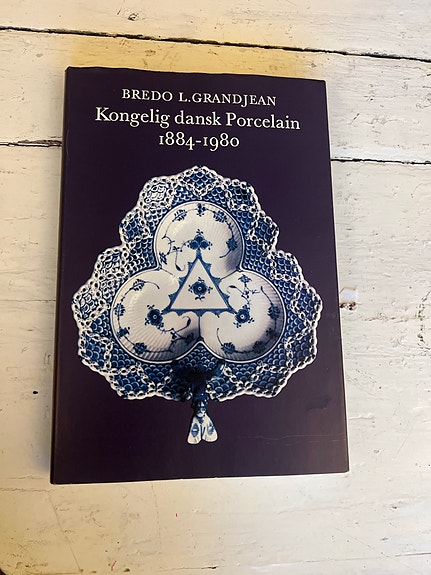 BREDO L.GRANDJEAN
Kongelig dansk Porcelain
1884-1980